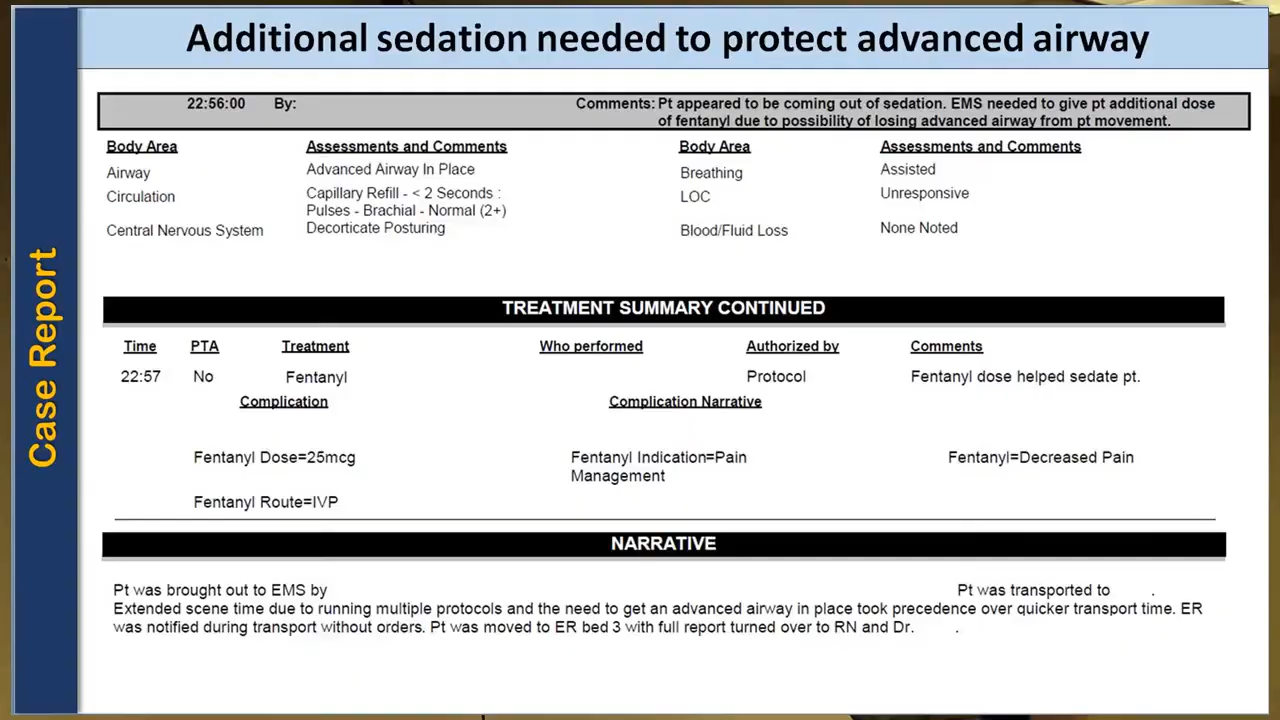 Additional sedation needed to protect advanced airway
Case Report
22:56:00 By: Comments: Pt appeared to be coming out of sedation. EMS needed to give pt additional dose
of fentanyl due to possibility of losing advanced airway from pt movement.
Body Area Assessments and Comments Body Area Assessments and Comments
Airway Advanced Airway In Place Breathing Assisted
Circulation Capillary Refill - < 2 Seconds : LOC Unresponsive
Pulses - Brachial - Normal (2+)
Central Nervous System Decorticate Posturing Blood/Fluid Loss None Noted
TREATMENT SUMMARY CONTINUED
Time PTA Treatment Who performed Authorized by Comments
22:57 No Fentanyl Protocol Fentanyl dose helped sedate pt.
Complication Complication Narrative
Fentanyl Dose=25mcg Fentanyl Indication=Pain Fentanyl=Decreased Pain
Management
Fentanyl Route=IVP
NARRATIVE
Pt was brought out to EMS by Pt was transported to .
Extended scene time due to running multiple protocols and the need to get an advanced airway in place took precedence over quicker transport time. ER
was notified during transport without orders. Pt was moved to ER bed 3 with full report turned over to RN and Dr. .